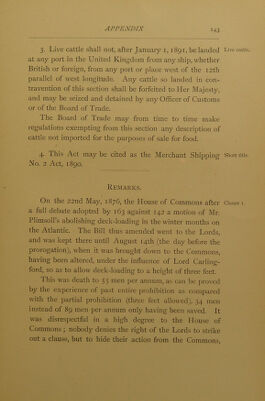 APPENDIX 143
3. Live cattle shall not, after January 1, 1891, be landed Live cattle.
at any port in the United Kingdom from any ship, whether
British or foreign, from any port or place west of the 12th
parallel of west longitude. Any cattle so landed in con-
travention of this section shall be forfeited to Her Majesty,
and may be seized and detained by any Officer of Customs
or of the Board of Trade.
The Board of Trade may from time to time make
regulations exempting from this section any description of
cattle not imported for the purposes of sale for food.
4. This Act may be cited as the Merchant Shipping Short title.
No. 2 Act, 1890.
REMARKS.
On the 22nd May, 1876, the House of Commons after Clause 1.
a full debate adopted by 163 against 142 a motion of Mr.
Plimsoll's abolishing deck-loading in the winter months on
the Atlantic. The Bill thus amended went to the Lords,
and was kept there until August 14th (the day before the
prorogation), when it was brought down to the Commons,
having been altered, under the influence of Lord Carling-
ford, so as to allow deck-loading to a height of three feet.
This was death to 55 men per annum, as can be proved
by the experience of past entire prohibition as compared
with the partial prohibition (three feet allowed), 34 men
instead of 89 men per annum only having been saved. It
was disrespectful in a high degree to the House of
Commons; nobody denies the right of the Lords to strike
out a clause, but to hide their action from the Commons,